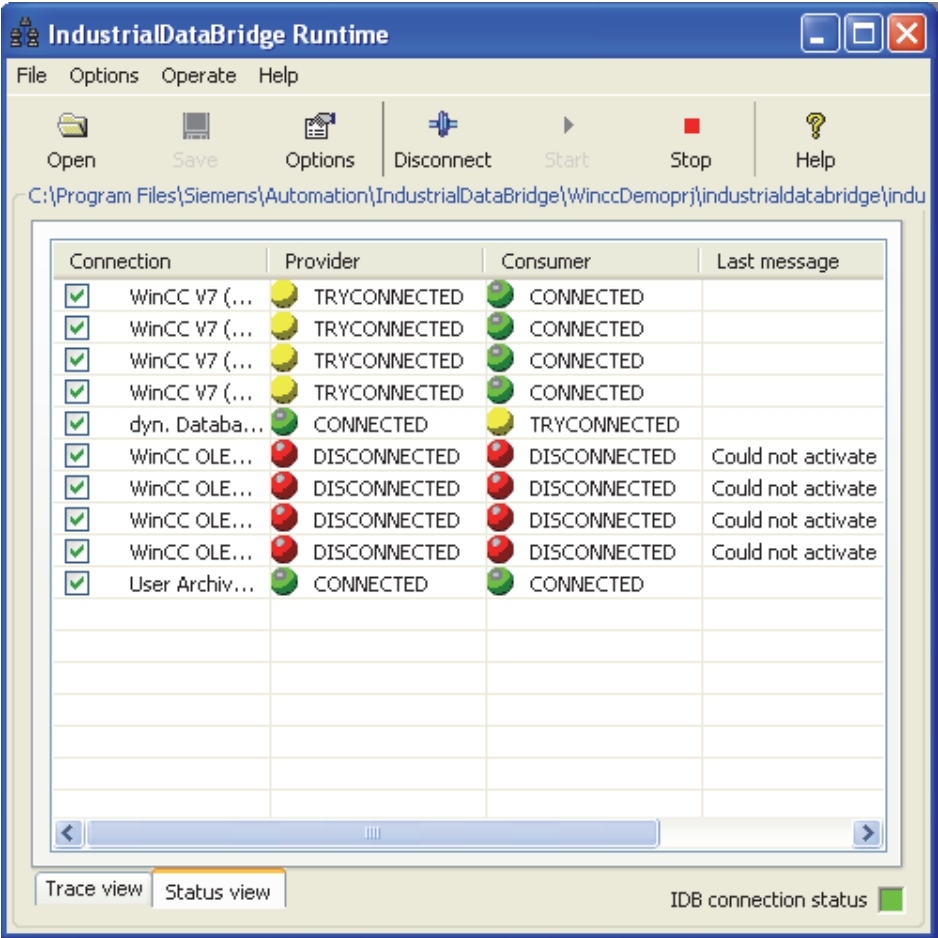 IndustrialDataBridge Runtime
File Options Operate Help
Open Save Options Disconnect Start Stop Help
C:\Program Files\Siemens\Automation\IndustrialDataBridge\WinccDemoprj\industrialdatabridge\indu
Connection Provider Consumer Last message
WinCC V7 (... TRYCONNECTED CONNECTED
WinCC V7 (... TRYCONNECTED CONNECTED
WinCC V7 (... TRYCONNECTED CONNECTED
WinCC V7 (... TRYCONNECTED CONNECTED
dyn. Databa... CONNECTED TRYCONNECTED
WinCC OLE... DISCONNECTED DISCONNECTED Could not activate
WinCC OLE... DISCONNECTED DISCONNECTED Could not activate
WinCC OLE... DISCONNECTED DISCONNECTED Could not activate
WinCC OLE... DISCONNECTED DISCONNECTED Could not activate
User Archiv... CONNECTED CONNECTED
Trace view Status view IDB connection status